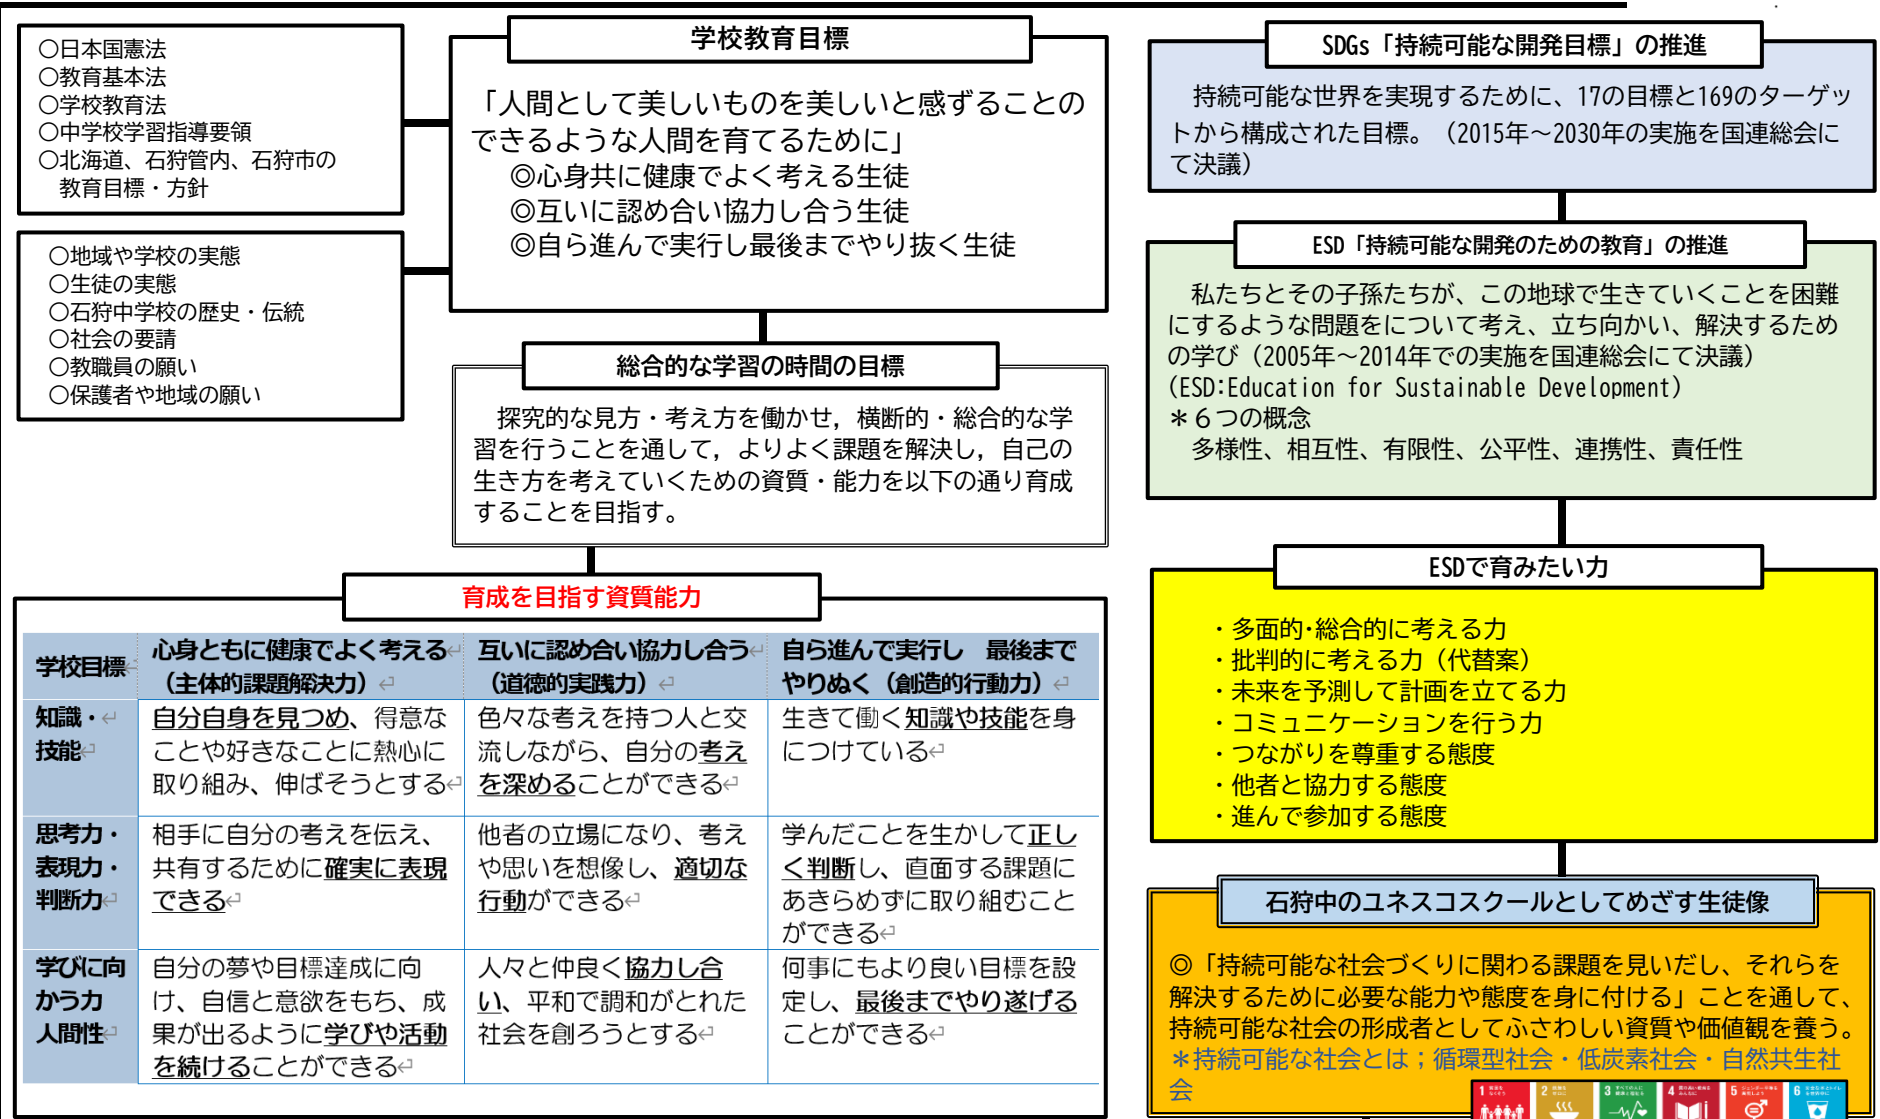 ○日本国憲法
○教育基本法
○学校教育法
○中学校学習指導要領
○北海道、石狩管内、石狩市の
教育目標・方針
○地域や学校の実態
○生徒の実態
○石狩中学校の歴史・伝統
○社会の要請
○教職員の願い
○保護者や地域の願い
学校教育目標
「人間として美しいものを美しいと感ずることの
できるような人間を育てるために」
◎心身共に健康でよく考える生徒
◎互いに認め合い協力し合う生徒
◎自ら進んで実行し最後までやり抜く生徒
総合的な学習の時間の目標
探究的な見方・考え方を働かせ，横断的・総合的な学
習を行うことを通して，よりよく課題を解決し，自己の
生き方を考えていくための資質・能力を以下の通り育成
することを目指す。
育成を目指す資質能力
学校目標
心身ともに健康でよく考える
（主体的課題解決力）
互いに認め合い協力し合う
（道徳的実践力）
自ら進んで実行し　最後まで
やりぬく（創造的行動力）
知識・
技能
自分自身を見つめ、得意な
ことや好きなことに熱心に
取り組み、伸ばそうとする
色々な考えを持つ人と交
流しながら、自分の考え
を深めることができる
生きて働く知識や技能を身
につけている
思考力・
表現力・
判断力
相手に自分の考えを伝え、
共有するために確実に表現
できる
他者の立場になり、考え
や思いを想像し、適切な
行動ができる
学んだことを生かして正し
く判断し、直面する課題に
あきらめずに取り組むこと
ができる
学びに向
かう力
人間性
自分の夢や目標達成に向
け、自信と意欲をもち、成
果が出るように学びや活動
を続けることができる
人々と仲良く協力し合
い、平和で調和がとれた
社会を創ろうとする
何事にもより良い目標を設
定し、最後までやり遂げる
ことができる
SDGs「持続可能な開発目標」の推進
持続可能な世界を実現するために、17の目標と169のターゲッ
トから構成された目標。（2015年～2030年の実施を国連総会に
て決議）
ESD「持続可能な開発のための教育」の推進
私たちとその子孫たちが、この地球で生きていくことを困難
にするような問題をについて考え、立ち向かい、解決するため
の学び（2005年～2014年での実施を国連総会にて決議）
(ESD:Education for Sustainable Development)
＊６つの概念
多様性、相互性、有限性、公平性、連携性、責任性
ESDで育みたい力
・多面的･総合的に考える力
・批判的に考える力（代替案）
・未来を予測して計画を立てる力
・コミュニケーションを行う力
・つながりを尊重する態度
・他者と協力する態度
・進んで参加する態度
石狩中のユネスコスクールとしてめざす生徒像
◎「持続可能な社会づくりに関わる課題を見いだし、それらを
解決するために必要な能力や態度を身に付ける」ことを通して、
持続可能な社会の形成者としてふさわしい資質や価値観を養う。
＊持続可能な社会とは；循環型社会・低炭素社会・自然共生社
会
1
2
3
4
5
6